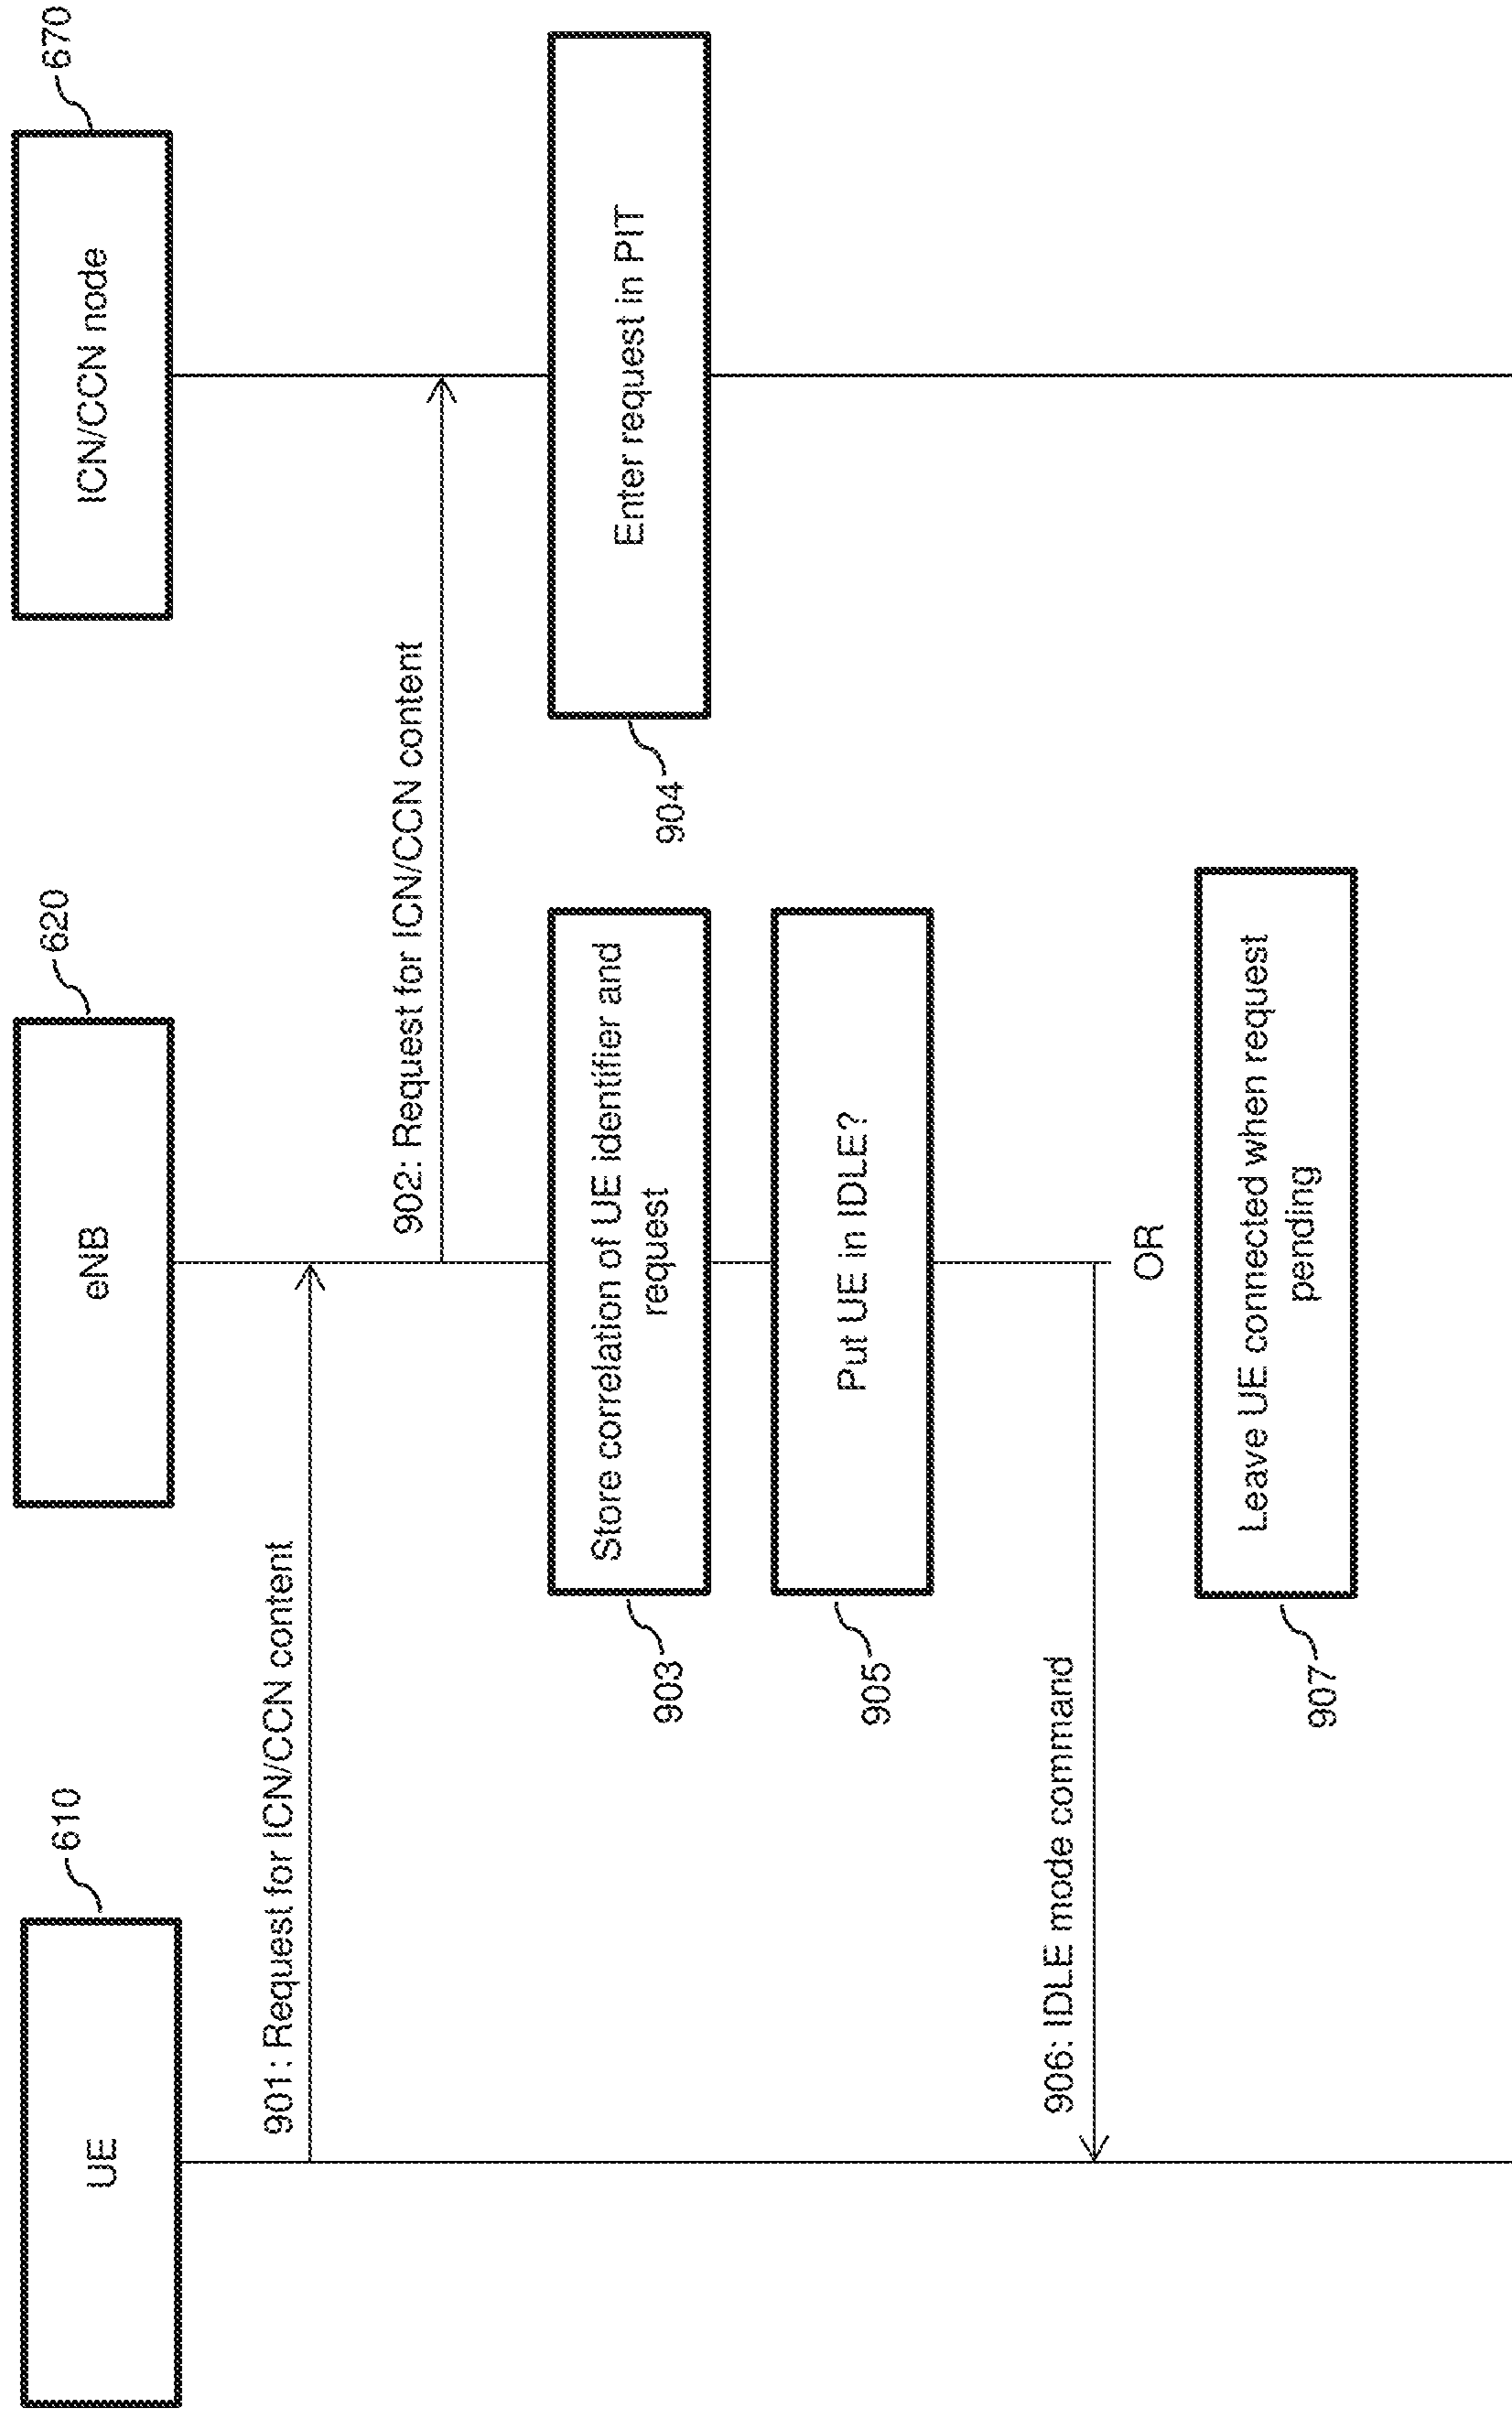 UE
610
eNB
620
ICN/CCN node
670
901: Request for ICN/CCN content
902: Request for ICN/CCN content
903
Store correlation of UE identifier and
request
904
Enter request in PIT
905
Put UE in IDLE?
906: IDLE mode command
OR
907
Leave UE connected when request
pending